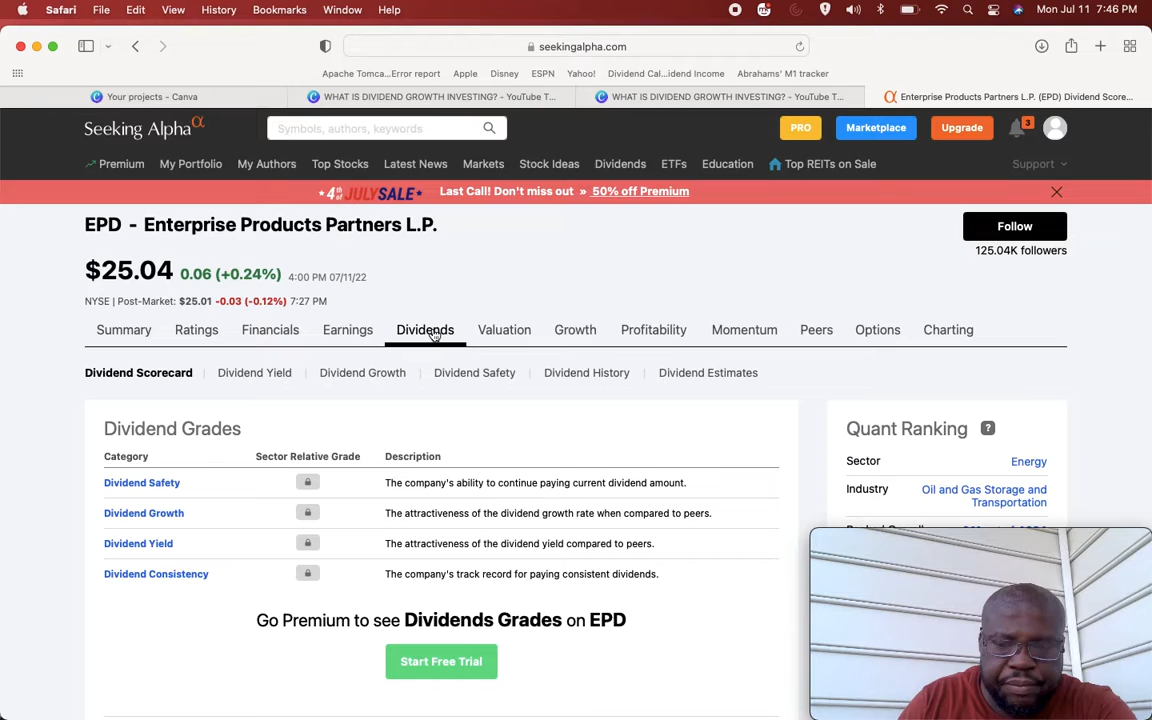 Safari File Edit View History Bookmarks Window Help Mon Jul 11 7:46 PM
seekingalpha.com
Apache Tomca...Error report Apple Disney ESPN Yahoo! Dividend Cal...idend Income Abrahams' M1 tracker
Your projects - Canva WHAT IS DIVIDEND GROWTH INVESTING? - YouTube T... WHAT IS DIVIDEND GROWTH INVESTING? - YouTube T... Enterprise Products Partners L.P. (EPD) Dividend Score...
Seeking Alpha α Symbols, authors, keywords PRO Marketplace Upgrade 3
Premium My Portfolio My Authors Top Stocks Latest News Markets Stock Ideas Dividends ETFs Education Top REITs on Sale Support
4th of JULY SALE Last Call! Don't miss out » 50% off Premium
EPD - Enterprise Products Partners L.P. Follow
125.04K followers
$25.04 0.06 (+0.24%) 4:00 PM 07/11/22
NYSE | Post-Market: $25.01 -0.03 (-0.12%) 7:27 PM
Summary Ratings Financials Earnings Dividends Valuation Growth Profitability Momentum Peers Options Charting
Dividend Scorecard Dividend Yield Dividend Growth Dividend Safety Dividend History Dividend Estimates
Dividend Grades
Category Sector Relative Grade Description
Dividend Safety The company's ability to continue paying current dividend amount.
Dividend Growth The attractiveness of the dividend growth rate when compared to peers.
Dividend Yield The attractiveness of the dividend yield compared to peers.
Dividend Consistency The company's track record for paying consistent dividends.
Go Premium to see Dividends Grades on EPD
Start Free Trial
Quant Ranking ?
Sector Energy
Industry Oil and Gas Storage and
Transportation